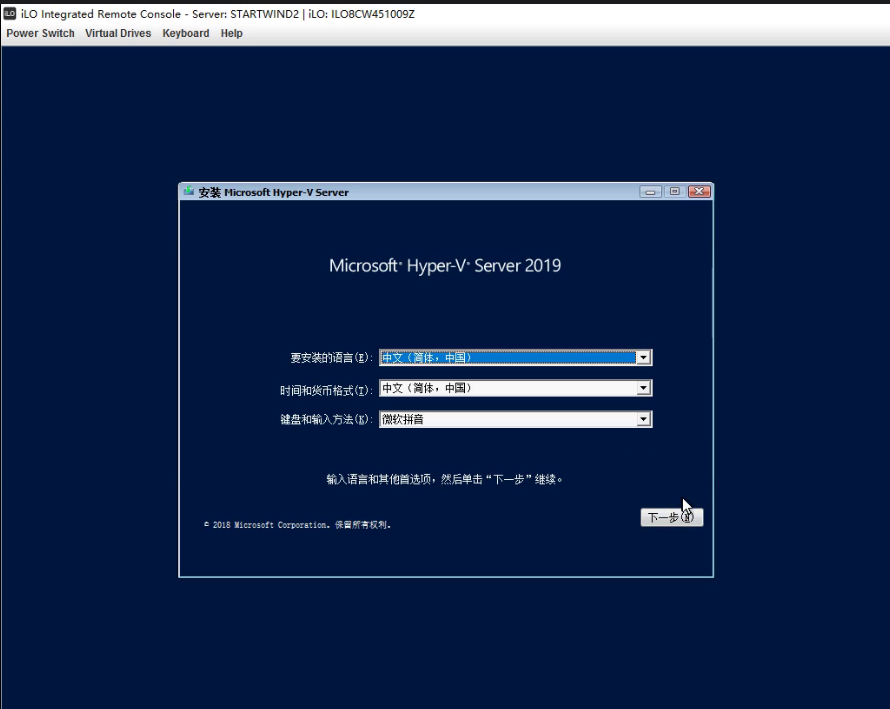 iLO Integrated Remote Console - Server: STARTWIND2 | iLO: ILO8CW451009Z
Power Switch Virtual Drives Keyboard Help
安装 Microsoft Hyper-V Server
Microsoft® Hyper-V® Server 2019
要安装的语言(E): 中文(简体，中国)
时间和货币格式(T): 中文(简体，中国)
键盘和输入方法(K): 微软拼音
输入语言和其他首选项，然后单击“下一步”继续。
下一步(N)
© 2018 Microsoft Corporation。保留所有权利。